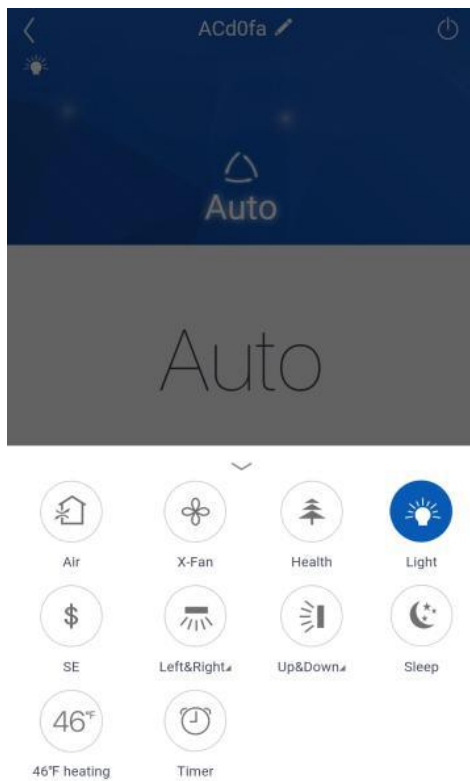 ACd0fa
Auto
Auto
Air X-Fan Health Light
$
SE Left&Right Up&Down Sleep
46°F
46°F heating Timer